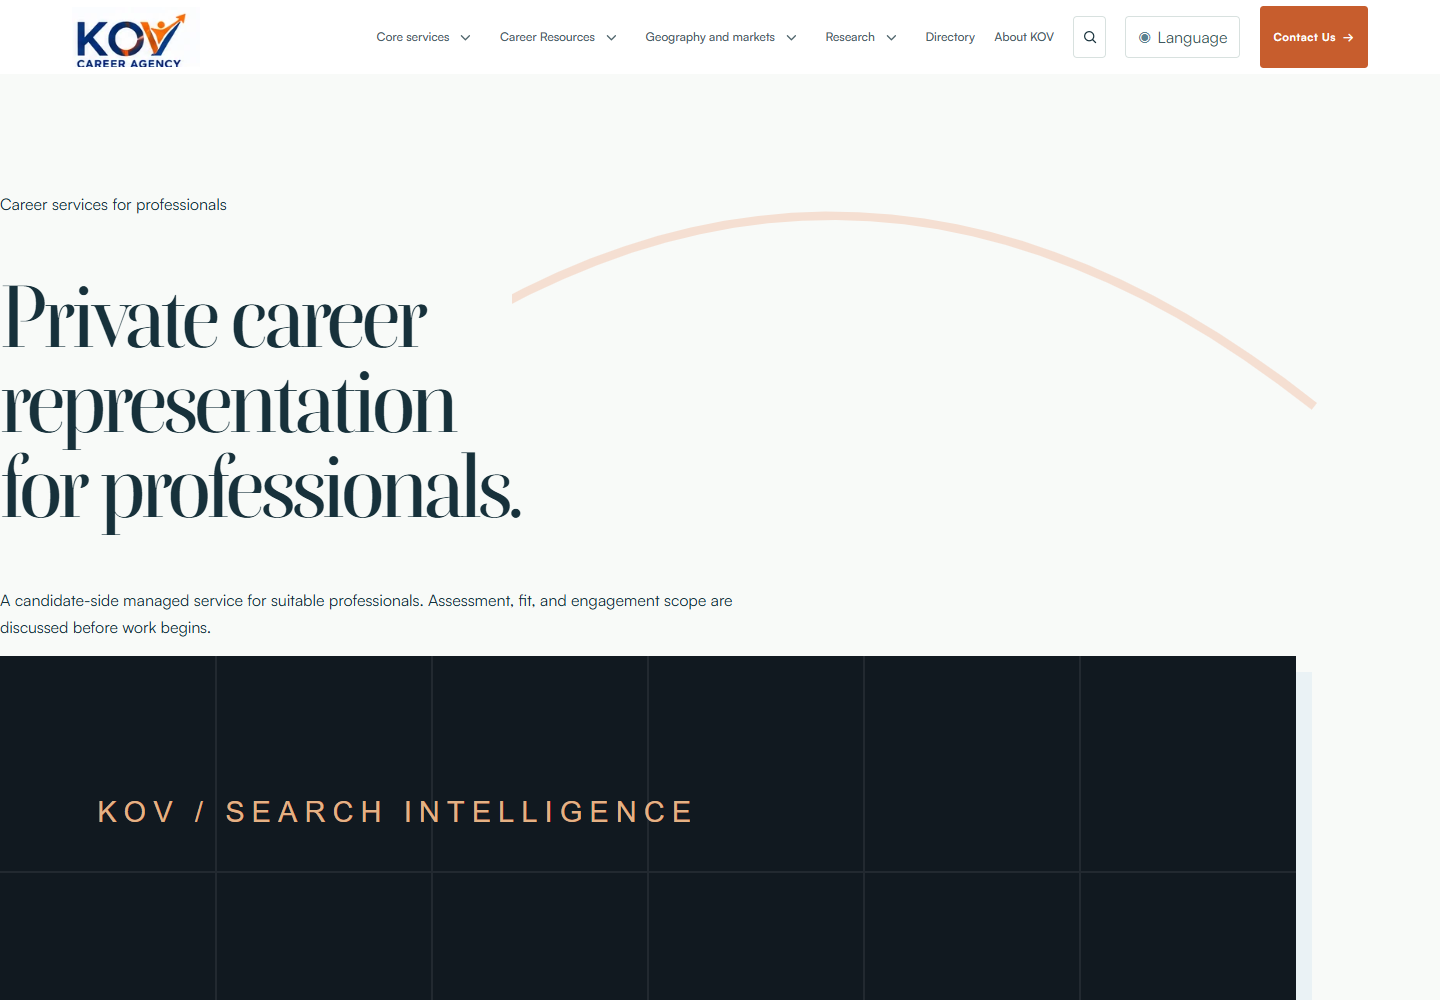 KOV
CAREER AGENCY
Core services
Career Resources
Geography and markets
Research
Directory
About KOV
Language
Contact Us →
Career services for professionals
Private career
representation
for professionals.
A candidate-side managed service for suitable professionals. Assessment, fit, and engagement scope are
discussed before work begins.
KOV / SEARCH INTELLIGENCE